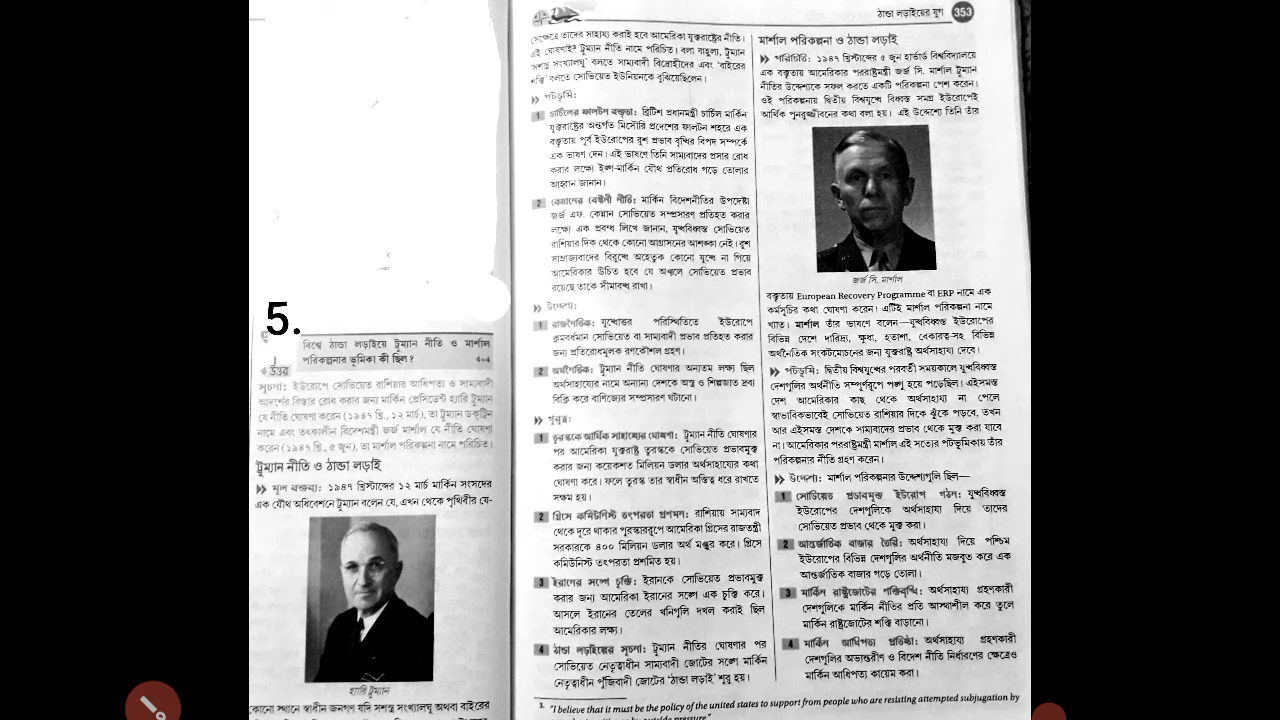 5.
বিশ্বে ঠান্ডা লড়াইয়ে ট্রুম্যান নীতি ও মার্শাল
পরিকল্পনার ভূমিকা কী ছিল? 4+4
উত্তর
সূচনা: ইউরোপে সোভিয়েত রাশিয়ার আধিপত্য ও সাম্যবাদী
আদর্শের বিস্তার রোধ করার জন্য মার্কিন প্রেসিডেন্ট হ্যারি ট্রুম্যান
যে নীতি ঘোষণা করেন (১৯৪৭ খ্রি., ১২ মার্চ), তা ট্রুম্যান ডকট্রিন
নামে এবং তৎকালীন বিদেশমন্ত্রী জর্জ মার্শাল যে নীতি ঘোষণা
করেন (১৯৪৭ খ্রি., ৫ জুন), তা মার্শাল পরিকল্পনা নামে পরিচিত।
ট্রুম্যান নীতি ও ঠান্ডা লড়াই
মূল বক্তব্য: ১৯৪৭ খ্রিস্টাব্দের ১২ মার্চ মার্কিন সংসদের
এক যৌথ অধিবেশনে ট্রুম্যান বলেন যে, এখন থেকে পৃথিবীর যে-
হ্যারি ট্রুম্যান
কোনো স্থানে স্বাধীন জনগণ যদি সশস্ত্র সংখ্যালঘু অথবা বাইরের
ঠান্ডা লড়াইয়ের যুগ 353
সেক্ষেত্রে তাদের সাহায্য করাই হবে আমেরিকা যুক্তরাষ্ট্রের নীতি।
এই ঘোষণাই³ ট্রুম্যান নীতি নামে পরিচিত। বলা বাহুল্য, ট্রুম্যান
'সশস্ত্র সংখ্যালঘু' বলতে সাম্যবাদী বিদ্রোহীদের এবং 'বাইরের
শক্তি' বলতে সোভিয়েত ইউনিয়নকে বুঝিয়েছিলেন।
পটভূমি:
1 চার্চিলের ফালটন বক্তৃতা: ব্রিটিশ প্রধানমন্ত্রী চার্চিল মার্কিন
যুক্তরাষ্ট্রের অন্তর্গত মিসৌরি প্রদেশের ফালটন শহরে এক
বক্তৃতায় পূর্ব ইউরোপের রুশ প্রভাব বৃদ্ধির বিপদ সম্পর্কে
এক ভাষণ দেন। এই ভাষণে তিনি সাম্যবাদের প্রসার রোধ
করার লক্ষ্যে ইঙ্গ-মার্কিন যৌথ প্রতিরোধ গড়ে তোলার
আহ্বান জানান।
2 কেন্নানের বেষ্টনী নীতি: মার্কিন বিদেশনীতির উপদেষ্টা
জর্জ এফ. কেন্নান সোভিয়েত সম্প্রসারণ প্রতিহত করার
লক্ষ্যে এক প্রবন্ধ লিখে জানান, যুদ্ধবিধ্বস্ত সোভিয়েত
রাশিয়ার দিক থেকে কোনো আগ্রাসনের আশঙ্কা নেই। রুশ
সাম্রাজ্যবাদের বিরুদ্ধে অহেতুক কোনো যুদ্ধে না গিয়ে
আমেরিকার উচিত হবে যে অঞ্চলে সোভিয়েত প্রভাব
রয়েছে তাকে সীমাবদ্ধ রাখা।
উদ্দেশ্য:
1 রাজনৈতিক: যুদ্ধোত্তর পরিস্থিতিতে ইউরোপে
ক্রমবর্ধমান সোভিয়েত বা সাম্যবাদী প্রভাব প্রতিহত করার
জন্য প্রতিরোধমূলক রণকৌশল গ্রহণ।
2 অর্থনৈতিক: ট্রুম্যান নীতি ঘোষণার অন্যতম লক্ষ্য ছিল
অর্থসাহায্যের নামে অন্যান্য দেশকে অস্ত্র ও শিল্পজাত দ্রব্য
বিক্রি করে বাণিজ্যের সম্প্রসারণ ঘটানো।
গুরুত্ব:
1 তুরস্ককে আর্থিক সাহায্যের ঘোষণা: ট্রুম্যান নীতি ঘোষণার
পর আমেরিকা যুক্তরাষ্ট্র তুরস্ককে সোভিয়েত প্রভাবমুক্ত
করার জন্য কয়েকশত মিলিয়ন ডলার অর্থসাহায্যের কথা
ঘোষণা করে। ফলে তুরস্ক তার স্বাধীন অস্তিত্ব ধরে রাখতে
সক্ষম হয়।
2 গ্রিসে কমিউনিস্ট তৎপরতা প্রশমন: রাশিয়ায় সাম্যবাদ
থেকে দূরে থাকার পুরস্কারস্বরূপে আমেরিকা গ্রিসের রাজতন্ত্রী
সরকারকে ৪০০ মিলিয়ন ডলার অর্থ মঞ্জুর করে। গ্রিসে
কমিউনিস্ট তৎপরতা প্রশমিত হয়।
3 ইরানের সঙ্গে চুক্তি: ইরানকে সোভিয়েত প্রভাবমুক্ত
করার জন্য আমেরিকা ইরানের সঙ্গে এক চুক্তি করে।
আসলে ইরানের তেলের খনিগুলি দখল করাই ছিল
আমেরিকার লক্ষ্য।
4 ঠান্ডা লড়াইয়ের সূচনা: ট্রুম্যান নীতির ঘোষণার পর
সোভিয়েত নেতৃত্বাধীন সাম্যবাদী জোটের সঙ্গে মার্কিন
নেতৃত্বাধীন পুঁজিবাদী জোটের 'ঠান্ডা লড়াই' শুরু হয়।
মার্শাল পরিকল্পনা ও ঠান্ডা লড়াই
পরিচিতি: ১৯৪৭ খ্রিস্টাব্দের ৫ জুন হার্ভার্ড বিশ্ববিদ্যালয়ে
এক বক্তৃতায় আমেরিকার পররাষ্ট্রমন্ত্রী জর্জ সি. মার্শাল ট্রুম্যান
নীতির উদ্দেশ্যকে সফল করতে একটি পরিকল্পনা পেশ করেন।
ওই পরিকল্পনায় দ্বিতীয় বিশ্বযুদ্ধে বিধ্বস্ত সমগ্র ইউরোপেই
আর্থিক পুনরুজ্জীবনের কথা বলা হয়। এই উদ্দেশ্যে তিনি তাঁর
জর্জ সি. মার্শাল
বক্তৃতায় European Recovery Programme বা ERP নামে এক
কর্মসূচির কথা ঘোষণা করেন। এটিই মার্শাল পরিকল্পনা নামে
খ্যাত। মার্শাল তাঁর ভাষণে বলেন—যুদ্ধবিধ্বস্ত ইউরোপের
বিভিন্ন দেশে দারিদ্র্য, ক্ষুধা, হতাশা, বেকারত্ব-সহ বিভিন্ন
অর্থনৈতিক সংকটমোচনের জন্য যুক্তরাষ্ট্র অর্থসাহায্য দেবে।
পটভূমি: দ্বিতীয় বিশ্বযুদ্ধের পরবর্তী সময়কালে যুদ্ধবিধ্বস্ত
দেশগুলির অর্থনীতি সম্পূর্ণরূপে পঙ্গু হয়ে পড়েছিল। এইসমস্ত
দেশ আমেরিকার কাছ থেকে অর্থসাহায্য না পেলে
স্বাভাবিকভাবেই সোভিয়েত রাশিয়ার দিকে ঝুঁকে পড়বে, তখন
আর এইসমস্ত দেশকে সাম্যবাদের প্রভাব থেকে মুক্ত করা যাবে
না। আমেরিকার পররাষ্ট্রমন্ত্রী মার্শাল এই সত্যের পটভূমিকায় তাঁর
পরিকল্পনার নীতি গ্রহণ করেন।
উদ্দেশ্য: মার্শাল পরিকল্পনার উদ্দেশ্যগুলি ছিল—
1 সোভিয়েত প্রভাবমুক্ত ইউরোপ গঠন: যুদ্ধবিধ্বস্ত
ইউরোপের দেশগুলিকে অর্থসাহায্য দিয়ে তাদের
সোভিয়েত প্রভাব থেকে মুক্ত করা।
2 আন্তর্জাতিক বাজার তৈরি: অর্থসাহায্য দিয়ে পশ্চিম
ইউরোপের বিভিন্ন দেশগুলির অর্থনীতি মজবুত করে এক
আন্তর্জাতিক বাজার গড়ে তোলা।
3 মার্কিন রাষ্ট্রজোটের শক্তিবৃদ্ধি: অর্থসাহায্য গ্রহণকারী
দেশগুলিকে মার্কিন নীতির প্রতি আস্থাশীল করে তুলে
মার্কিন রাষ্ট্রজোটের শক্তি বাড়ানো।
4 মার্কিন আধিপত্য প্রতিষ্ঠা: অর্থসাহায্য গ্রহণকারী
দেশগুলির অভ্যন্তরীণ ও বিদেশ নীতি নির্ধারণের ক্ষেত্রেও
মার্কিন আধিপত্য কায়েম করা।
3. "I believe that it must be the policy of the united states to support from people who are resisting attempted subjugation by